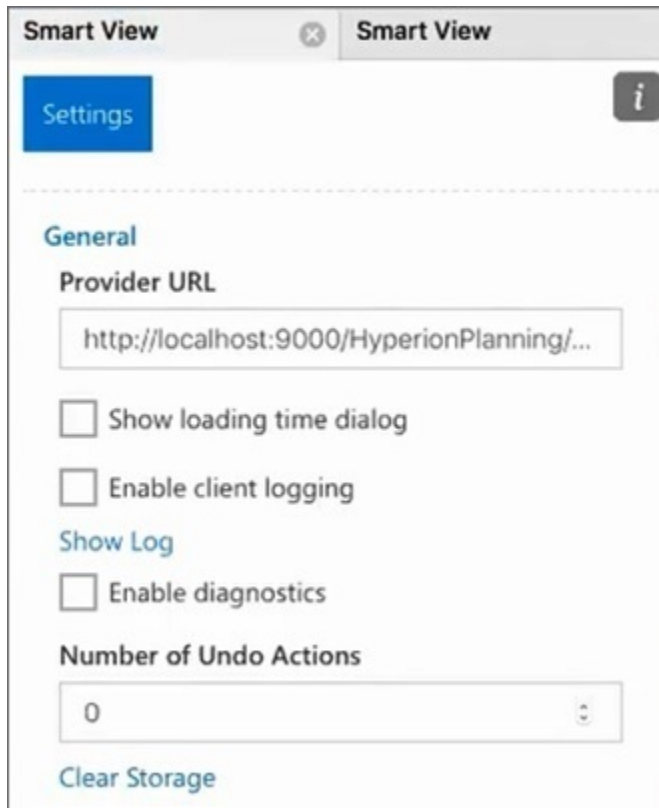 Smart View Smart View
Settings
i
General
Provider URL
http://localhost:9000/HyperionPlanning/...
Show loading time dialog
Enable client logging
Show Log
Enable diagnostics
Number of Undo Actions
0
Clear Storage